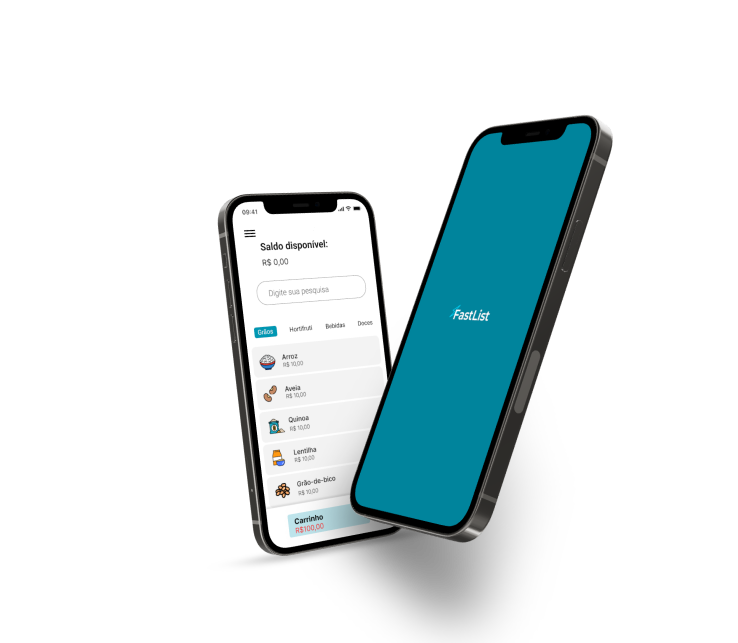 09:41
Saldo disponível:
R$ 0,00
Digite sua pesquisa
Grãos Hortifruti Bebidas Doces
Arroz
R$ 10,00
Aveia
R$ 10,00
Quinoa
R$ 10,00
Lentilha
R$ 10,00
Grão-de-bico
R$ 10,00
Carrinho
R$100,00
FastList